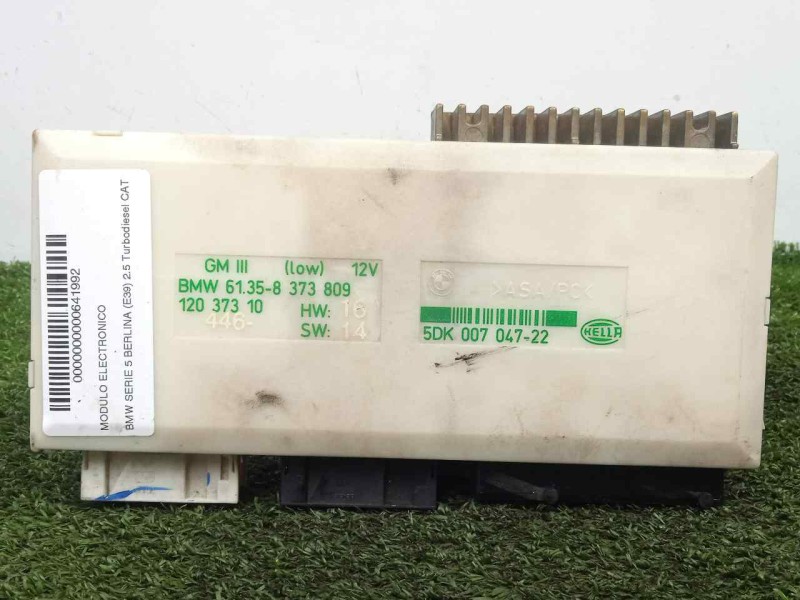 GM III (low) 12V
BMW 61.35-8 373 809
120 373 10 HW: 16
446- SW: 14
>ASA/PCK
5DK 007 047-22
HELLA
00000000000641992
MODULO ELECTRONICO
BMW SERIE 5 BERLINA (E39) 2.5 Turbodiesel CAT